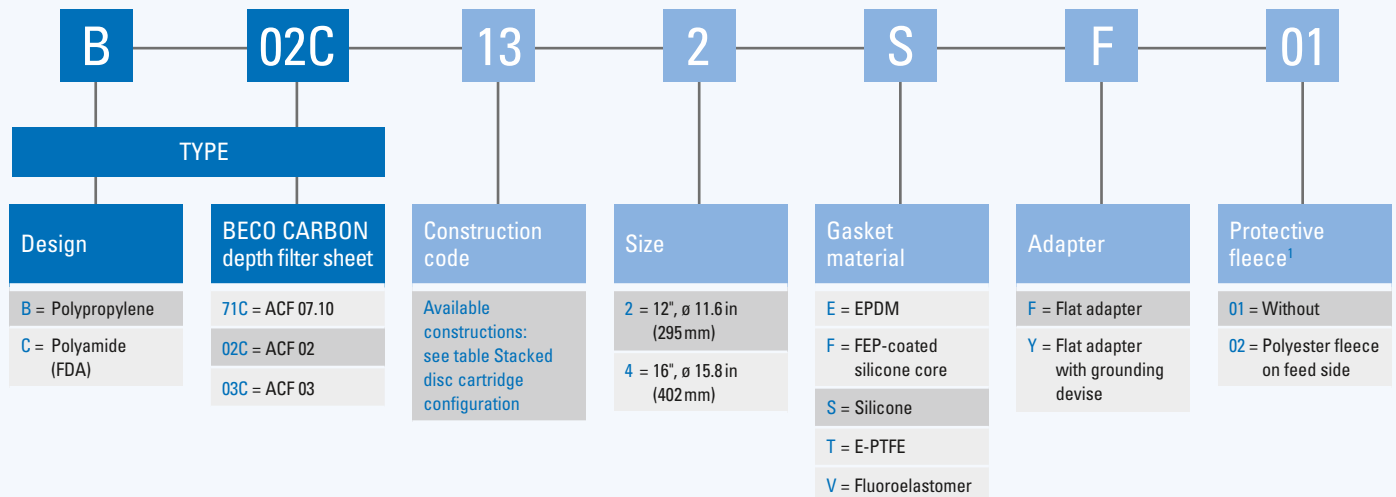 B
02C
13
2
S
F
01
TYPE
Design
B = Polypropylene
C = Polyamide
(FDA)
BECO CARBON
depth filter sheet
71C = ACF 07.10
02C = ACF 02
03C = ACF 03
Construction
code
Available
constructions:
see table Stacked
disc cartridge
configuration
Size
2 = 12", ø 11.6 in
(295 mm)
4 = 16", ø 15.8 in
(402 mm)
Gasket
material
E = EPDM
F = FEP-coated
silicone core
S = Silicone
T = E-PTFE
V = Fluoroelastomer
Adapter
F = Flat adapter
Y = Flat adapter
with grounding
devise
Protective
fleece¹
01 = Without
02 = Polyester fleece
on feed side